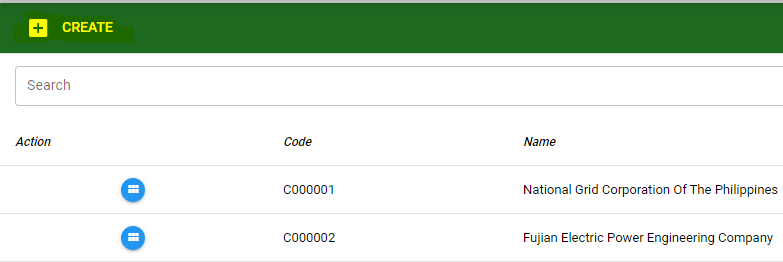 CREATE
Search
Action Code Name
C000001 National Grid Corporation Of The Philippines
C000002 Fujian Electric Power Engineering Company